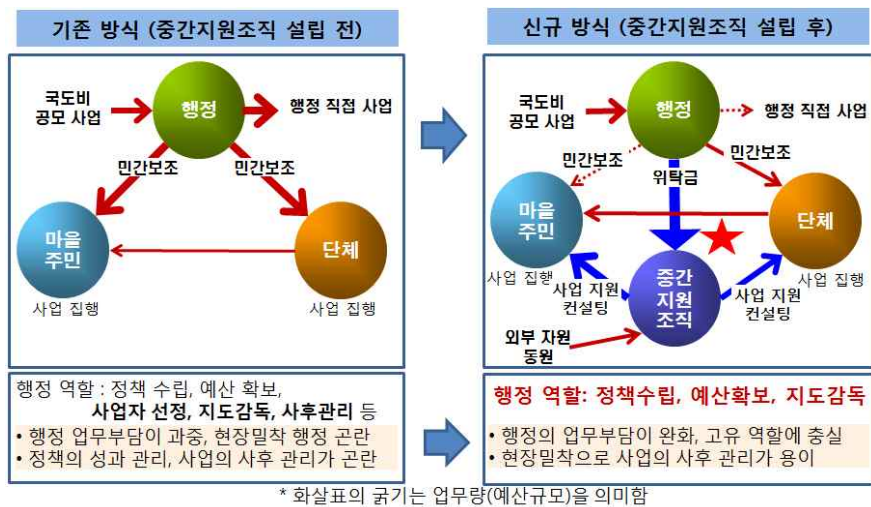 기존 방식 (중간지원조직 설립 전)
국도비
공모 사업
행정
행정 직접 사업
민간보조
민간보조
마을
주민
단체
사업 집행
사업 집행
행정 역할 : 정책 수립, 예산 확보,
사업자 선정, 지도감독, 사후관리 등
• 행정 업무부담이 과중, 현장밀착 행정 곤란
• 정책의 성과 관리, 사업의 사후 관리가 곤란
신규 방식 (중간지원조직 설립 후)
국도비
공모 사업
행정
행정 직접 사업
민간보조
민간보조
위탁금
마을
주민
단체
사업 집행
사업 집행
중간
지원
조직
사업 지원
컨설팅
사업 지원
컨설팅
외부 자원
동원
행정 역할: 정책수립, 예산확보, 지도감독
• 행정의 업무부담이 완화, 고유 역할에 충실
• 현장밀착으로 사업의 사후 관리가 용이
* 화살표의 굵기는 업무량(예산규모)을 의미함